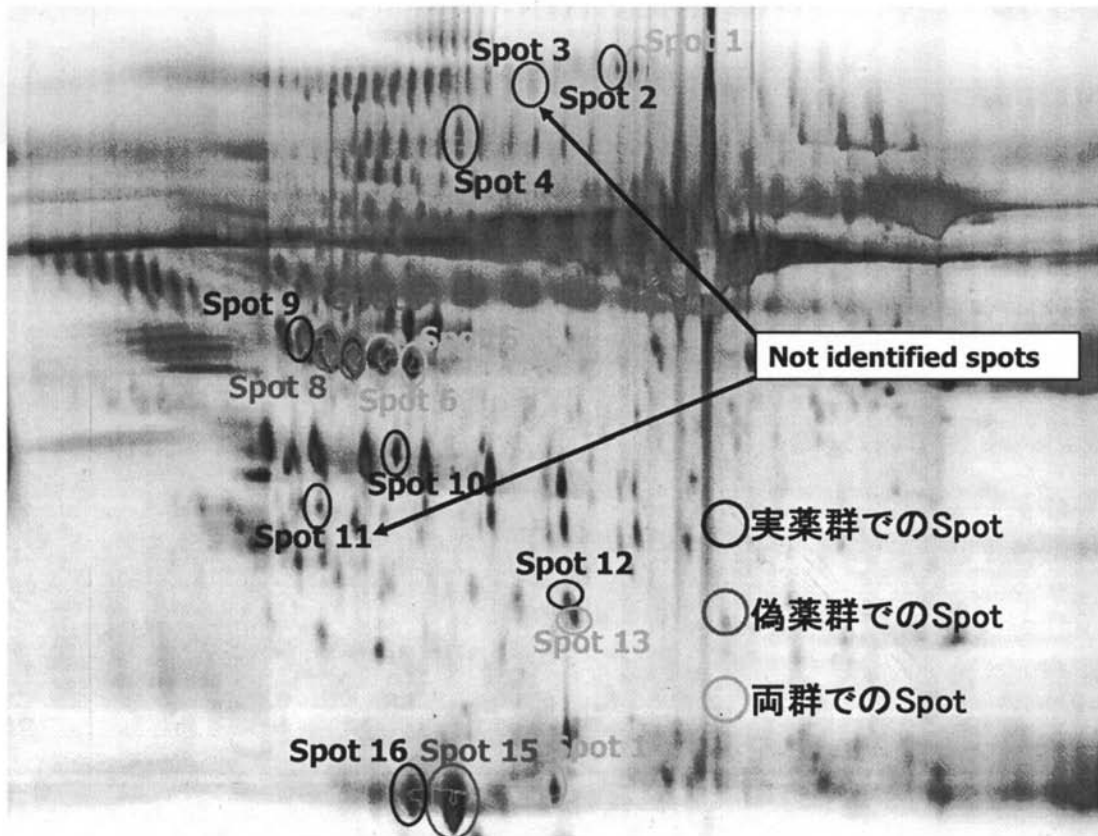 Spot 1
Spot 3
Spot 2
Spot 4
Spot 9
Spot 8
Spot 6
Not identified spots
Spot 10
Spot 11
実薬群でのSpot
Spot 12
偽薬群でのSpot
Spot 13
両群でのSpot
Spot 16
Spot 15